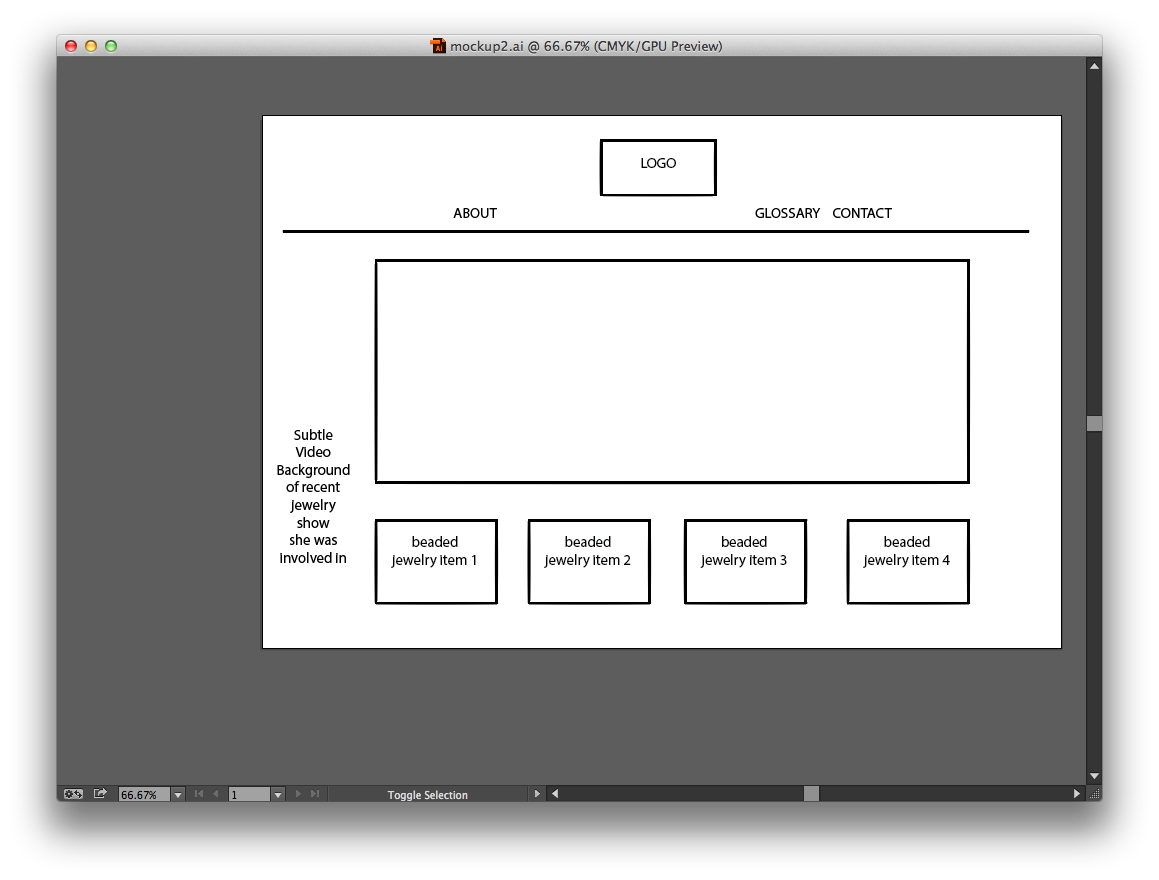 mockup2.ai @ 66.67% (CMYK/GPU Preview)
LOGO
ABOUT
GLOSSARY
CONTACT
Subtle
Video
Background
of recent
jewelry
show
she was
involved in
beaded
jewelry item 1
beaded
jewelry item 2
beaded
jewelry item 3
beaded
jewelry item 4
66.67%
1
Toggle Selection